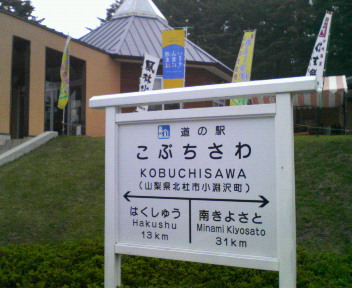 道の駅
こぶちさわ
KOBUCHISAWA
(山梨県北杜市小淵沢町)
はくしゅう
Hakushu
13km
南きよさと
Minami Kiyosato
31km